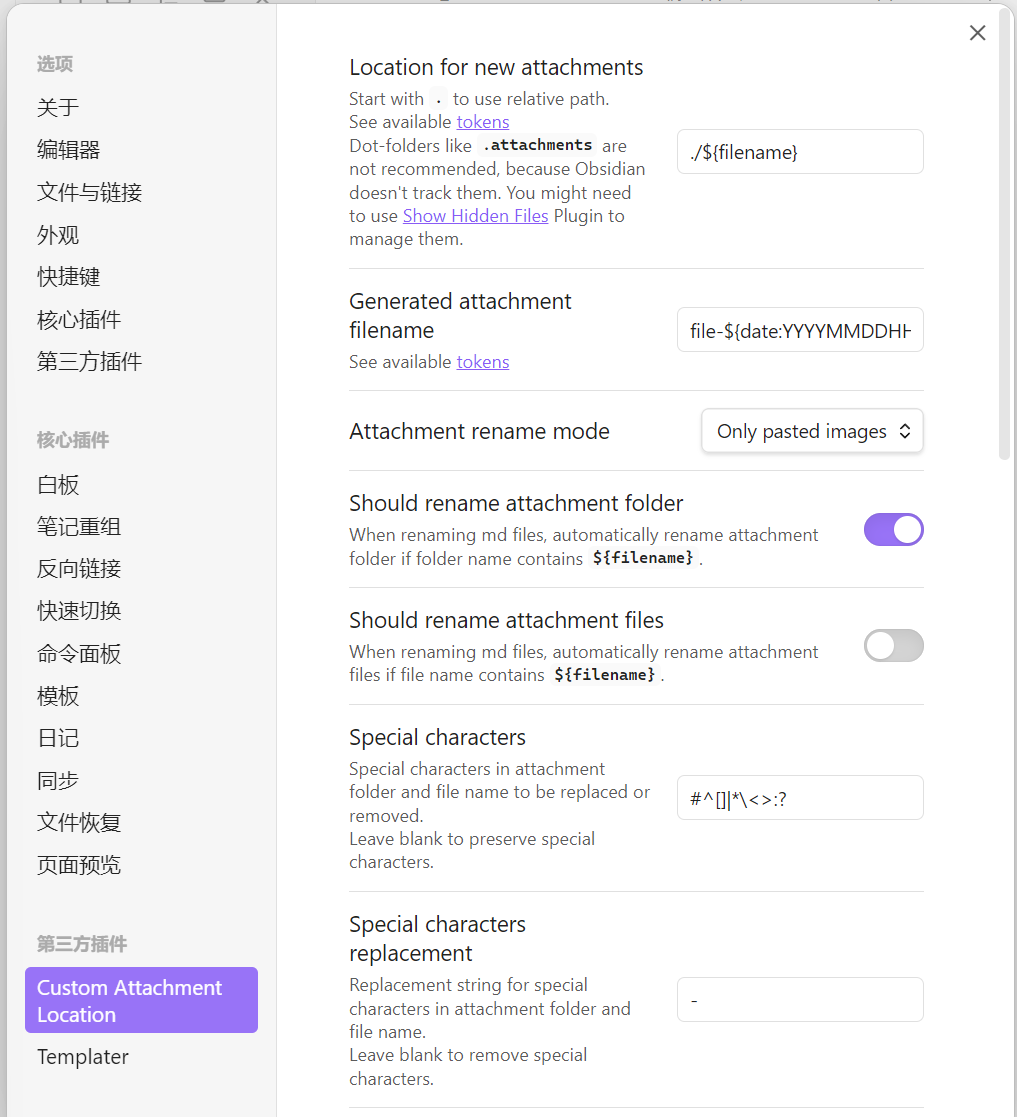 选项
关于
编辑器
文件与链接
外观
快捷键
核心插件
第三方插件
核心插件
白板
笔记重组
反向链接
快速切换
命令面板
模板
日记
同步
文件恢复
页面预览
第三方插件
Custom Attachment
Location
Templater
Location for new attachments
Start with . to use relative path.
See available tokens
Dot-folders like .attachments are
not recommended, because Obsidian
doesn't track them. You might need
to use Show Hidden Files Plugin to
manage them.
./${filename}
Generated attachment
filename
See available tokens
file-${date:YYYYMMDDHH
Attachment rename mode
Only pasted images
Should rename attachment folder
When renaming md files, automatically rename attachment
folder if folder name contains ${filename} .
Should rename attachment files
When renaming md files, automatically rename attachment
files if file name contains ${filename} .
Special characters
Special characters in attachment
folder and file name to be replaced or
removed.
Leave blank to preserve special
characters.
#^[]|*\<>:?
Special characters
replacement
Replacement string for special
characters in attachment folder and
file name.
Leave blank to remove special
characters.
-